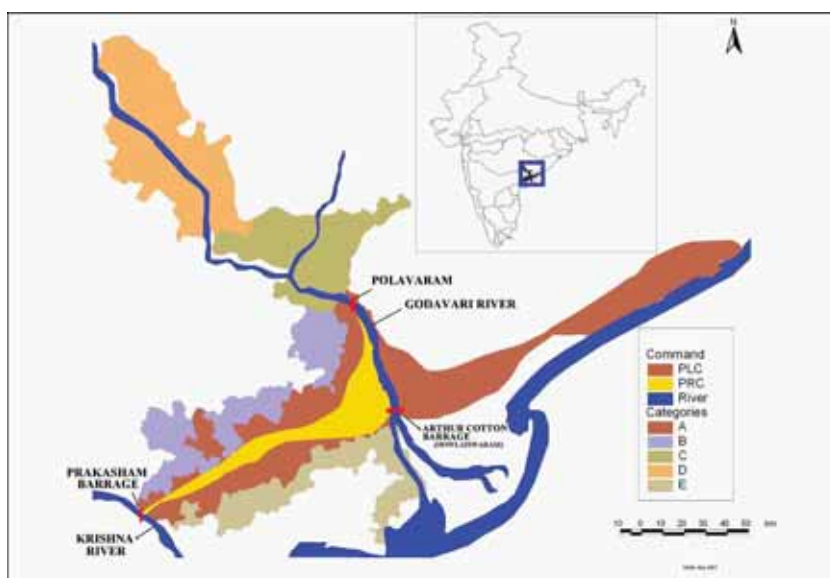 N
POLAVARAM
GODAVARI RIVER
Command
PLC
PRC
River
Categories
A
B
C
D
E
ARTHUR COTTON
BARRAGE
PRAKASHAM
BARRAGE
KRISHNA
RIVER
10 0 10 20 30 40 50 km